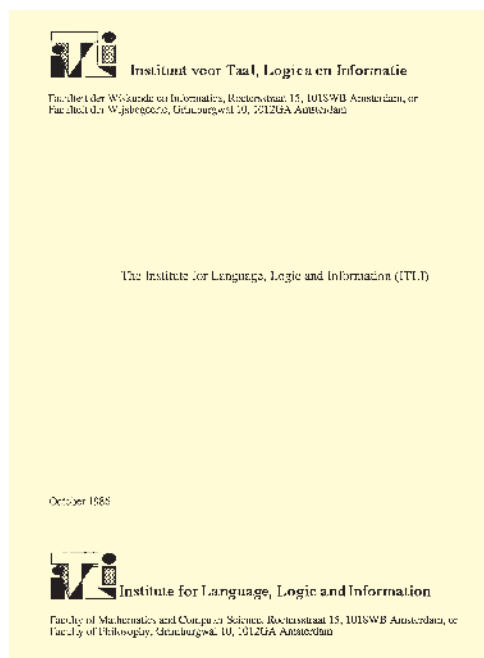 Instituut voor Taal, Logica en Informatie
Faculteit der Wiskunde en Informatica, Roetersstraat 15, 1018WB Amsterdam, or
Faculteit der Wijsbegeerte, Grimburgwal 10, 1012GA Amsterdam
The Institute for Language, Logic and Information (ITLI)
October 1986
Institute for Language, Logic and Information
Faculty of Mathematics and Computer Science, Roetersstraat 15, 1018WB Amsterdam, or
Faculty of Philosophy, Grimburgwal 10, 1012GA Amsterdam